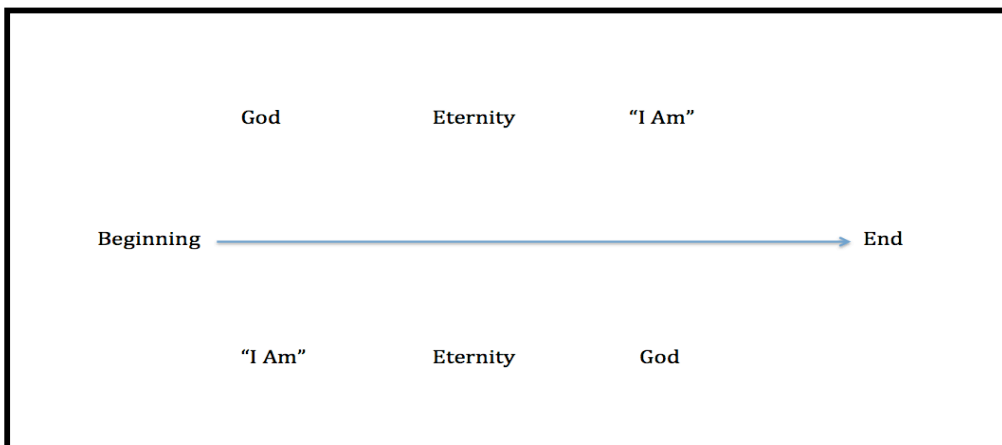 God Eternity “I Am”
Beginning End
“I Am” Eternity God